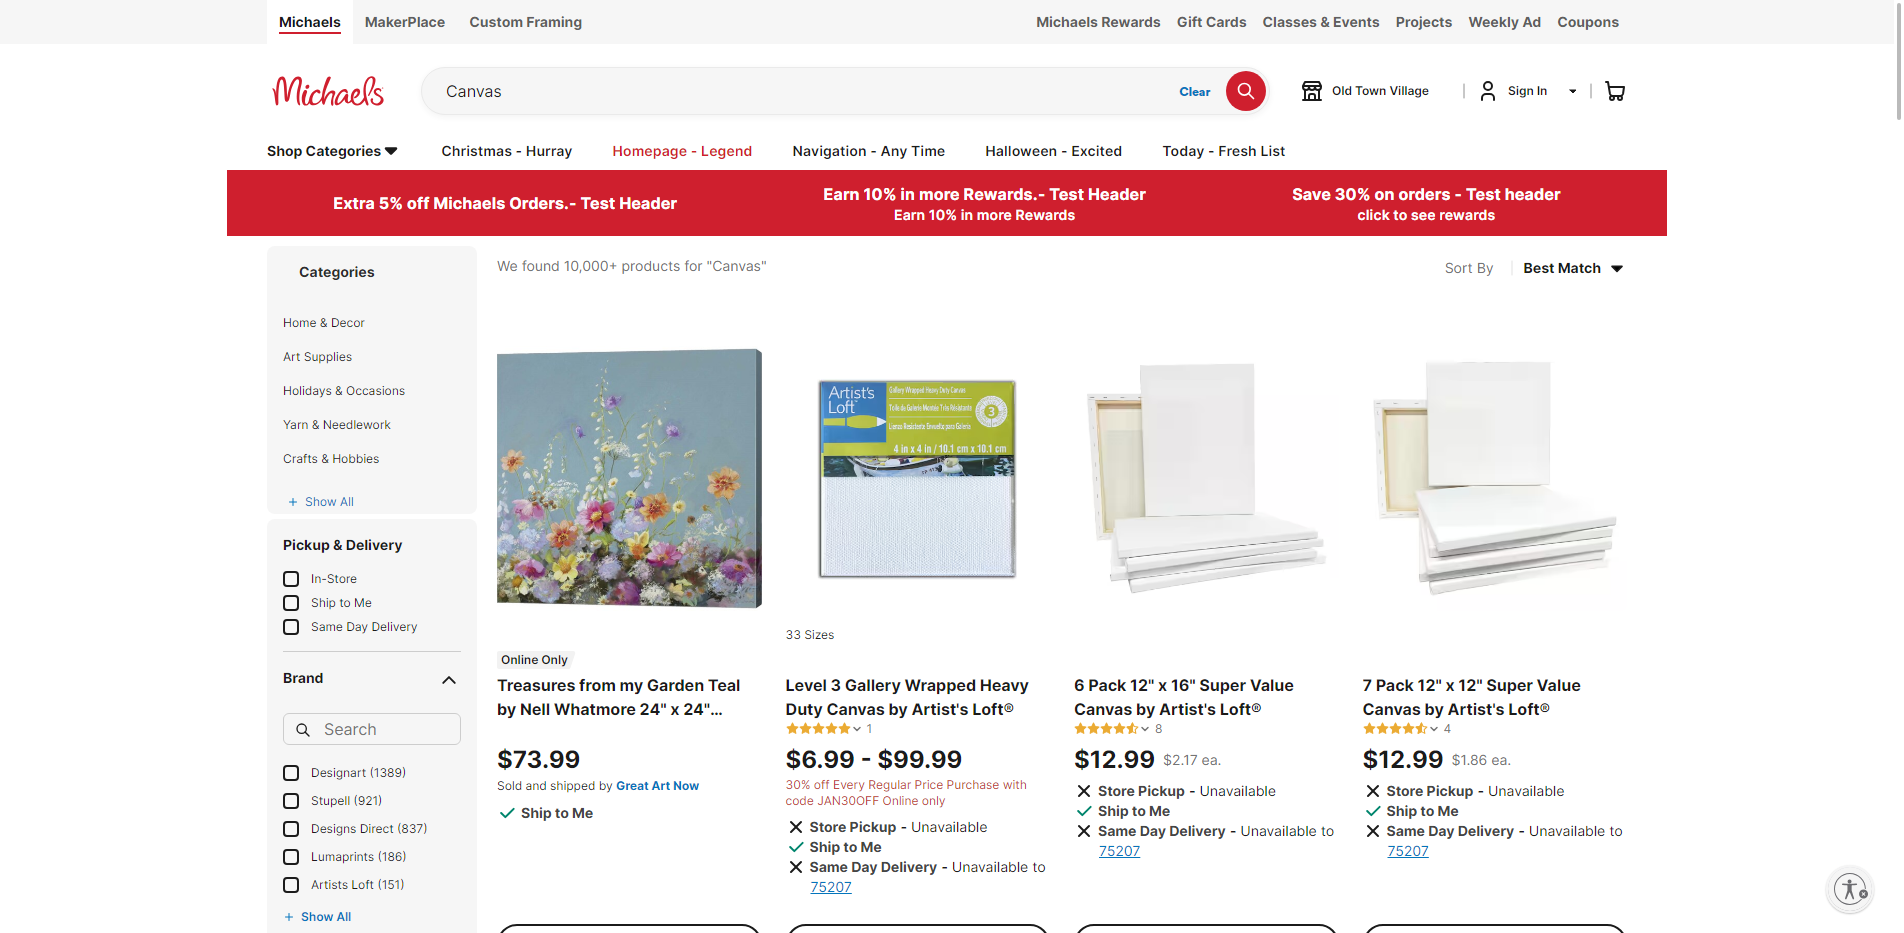 Michaels
MakerPlace
Custom Framing
Michaels Rewards
Gift Cards
Classes & Events
Projects
Weekly Ad
Coupons
Michaels
Canvas
Clear
Old Town Village
Sign In
Shop Categories
Christmas - Hurray
Homepage - Legend
Navigation - Any Time
Halloween - Excited
Today - Fresh List
Extra 5% off Michaels Orders.- Test Header
Earn 10% in more Rewards.- Test Header
Earn 10% in more Rewards
Save 30% on orders - Test header
click to see rewards
Categories
Home & Decor
Art Supplies
Holidays & Occasions
Yarn & Needlework
Crafts & Hobbies
+ Show All
Pickup & Delivery
In-Store
Ship to Me
Same Day Delivery
Brand
Search
Designart (1389)
Stupell (921)
Designs Direct (837)
Lumaprints (186)
Artists Loft (151)
+ Show All
We found 10,000+ products for "Canvas"
Sort By
Best Match
Online Only
Treasures from my Garden Teal
by Nell Whatmore 24" x 24"...
$73.99
Sold and shipped by Great Art Now
Ship to Me
Artist's
Loft
Gallery Wrapped Heavy Duty Canvas
3
4 in x 4 in / 10.1 cm x 10.1 cm
33 Sizes
Level 3 Gallery Wrapped Heavy
Duty Canvas by Artist's Loft®
1
$6.99 - $99.99
30% off Every Regular Price Purchase with
code JAN30OFF Online only
Store Pickup - Unavailable
Ship to Me
Same Day Delivery - Unavailable to
75207
6 Pack 12" x 16" Super Value
Canvas by Artist's Loft®
8
$12.99 $2.17 ea.
Store Pickup - Unavailable
Ship to Me
Same Day Delivery - Unavailable to
75207
7 Pack 12" x 12" Super Value
Canvas by Artist's Loft®
4
$12.99 $1.86 ea.
Store Pickup - Unavailable
Ship to Me
Same Day Delivery - Unavailable to
75207